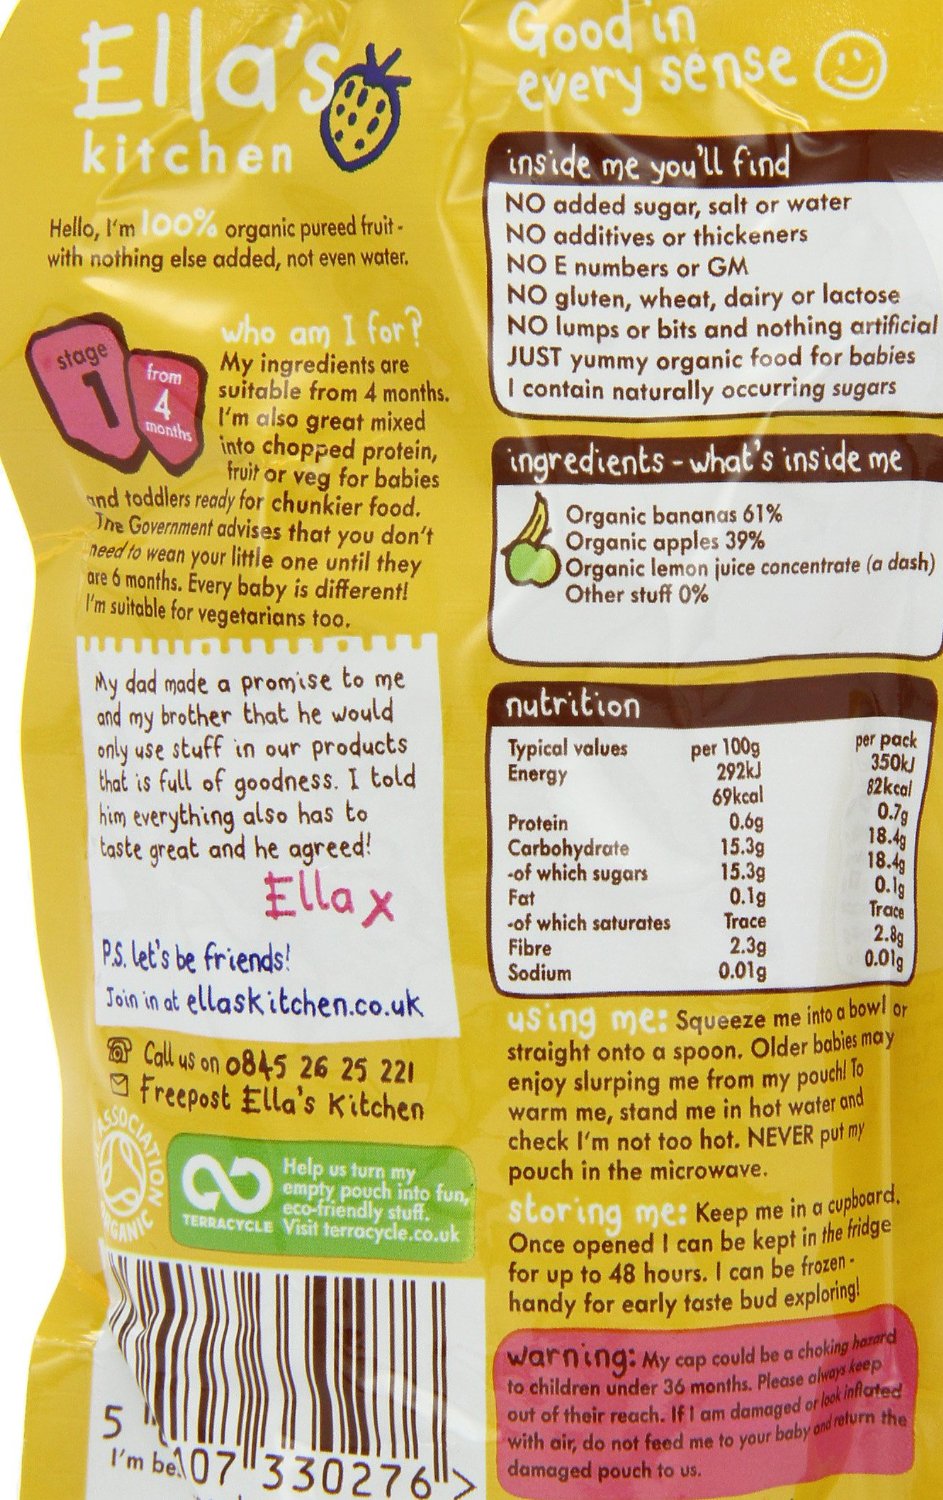 Ella's
kitchen
Hello, I'm 100% organic pureed fruit -
with nothing else added, not even water.
stage
1
from
4
months
who am I for?
My ingredients are
suitable from 4 months.
I'm also great mixed
into chopped protein,
fruit or veg for babies
and toddlers ready for chunkier food.
The Government advises that you don't
need to wean your little one until they
are 6 months. Every baby is different!
I'm suitable for vegetarians too.
My dad made a promise to me
and my brother that he would
only use stuff in our products
that is full of goodness. I told
him everything also has to
taste great and he agreed!
Ella x
P.S. let's be friends!
Join in at ellaskitchen.co.uk
Call us on 0845 26 25 221
Freepost Ella's Kitchen
ASSOCIATION
ORGANIC
TERRACYCLE
Help us turn my
empty pouch into fun,
eco-friendly stuff.
Visit terracycle.co.uk
5 107 330276 >
I'm be
Good in
every sense
inside me you'll find
NO added sugar, salt or water
NO additives or thickeners
NO E numbers or GM
NO gluten, wheat, dairy or lactose
NO lumps or bits and nothing artificial
JUST yummy organic food for babies
I contain naturally occurring sugars
ingredients - what's inside me
Organic bananas 61%
Organic apples 39%
Organic lemon juice concentrate (a dash)
Other stuff 0%
nutrition
Typical values per 100g per pack
Energy 292kJ 350kJ
69kcal 82kcal
Protein 0.6g 0.7g
Carbohydrate 15.3g 18.4g
-of which sugars 15.3g 18.4g
Fat 0.1g 0.1g
-of which saturates Trace Trace
Fibre 2.3g 2.8g
Sodium 0.01g 0.01g
using me: Squeeze me into a bowl or
straight onto a spoon. Older babies may
enjoy slurping me from my pouch! To
warm me, stand me in hot water and
check I'm not too hot. NEVER put my
pouch in the microwave.
storing me: Keep me in a cupboard.
Once opened I can be kept in the fridge
for up to 48 hours. I can be frozen -
handy for early taste bud exploring!
warning: My cap could be a choking hazard
to children under 36 months. Please always keep
out of their reach. If I am damaged or look inflated
with air, do not feed me to your baby and return the
damaged pouch to us.